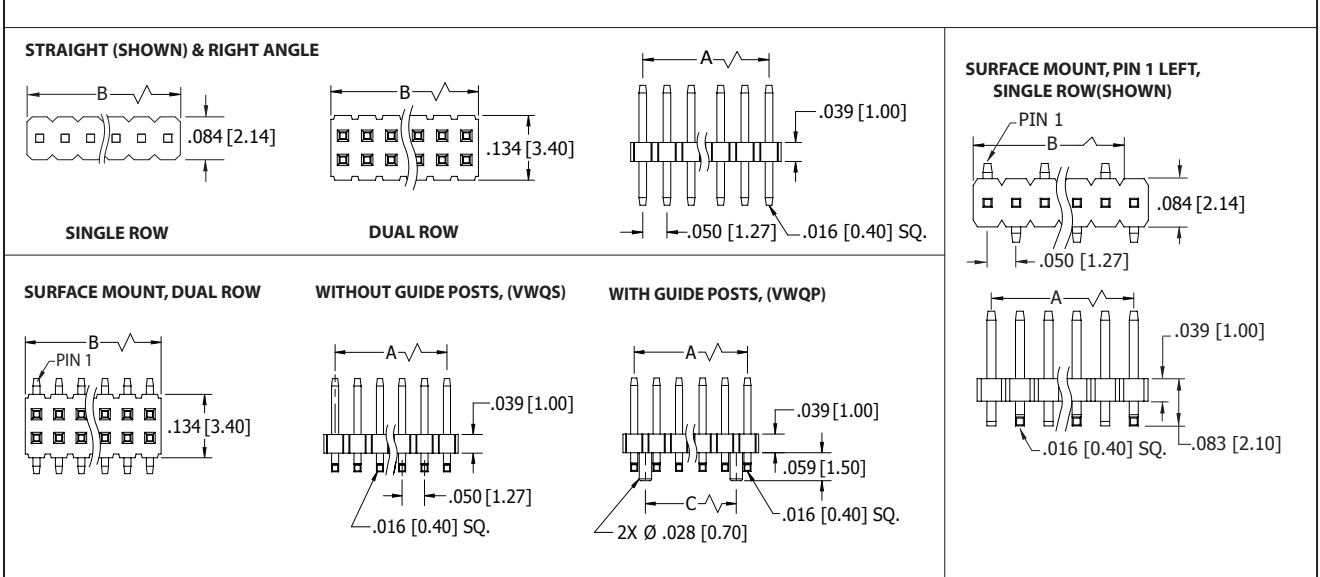 STRAIGHT (SHOWN) & RIGHT ANGLE
B
.084 [2.14]
SINGLE ROW
B
.134 [3.40]
DUAL ROW
A
.039 [1.00]
.050 [1.27]
.016 [0.40] SQ.
SURFACE MOUNT, PIN 1 LEFT,
SINGLE ROW(SHOWN)
PIN 1
B
.084 [2.14]
.050 [1.27]
A
.039 [1.00]
.016 [0.40] SQ.
.083 [2.10]
SURFACE MOUNT, DUAL ROW
B
PIN 1
.134 [3.40]
WITHOUT GUIDE POSTS, (VWQS)
A
.039 [1.00]
.050 [1.27]
.016 [0.40] SQ.
WITH GUIDE POSTS, (VWQP)
A
.039 [1.00]
.059 [1.50]
C
.016 [0.40] SQ.
2X Ø .028 [0.70]